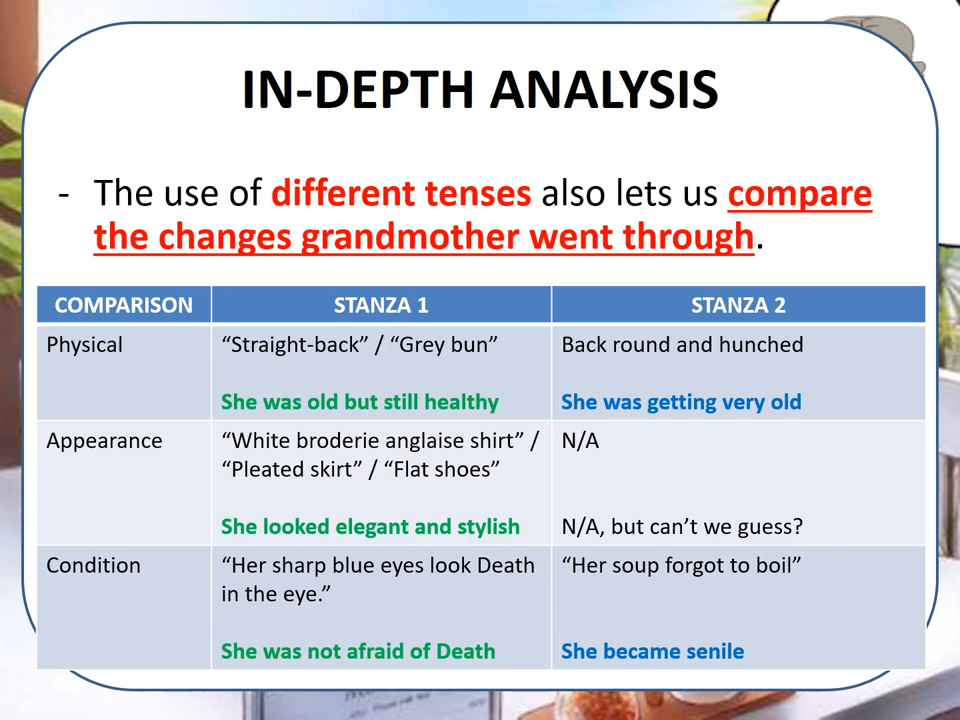 IN-DEPTH ANALYSIS
- The use of different tenses also lets us compare
the changes grandmother went through.
COMPARISON STANZA 1 STANZA 2
Physical “Straight-back” / “Grey bun” Back round and hunched
She was old but still healthy She was getting very old
Appearance “White broderie anglaise shirt” / N/A
“Pleated skirt” / “Flat shoes”
She looked elegant and stylish N/A, but can’t we guess?
Condition “Her sharp blue eyes look Death “Her soup forgot to boil”
in the eye.”
She was not afraid of Death She became senile